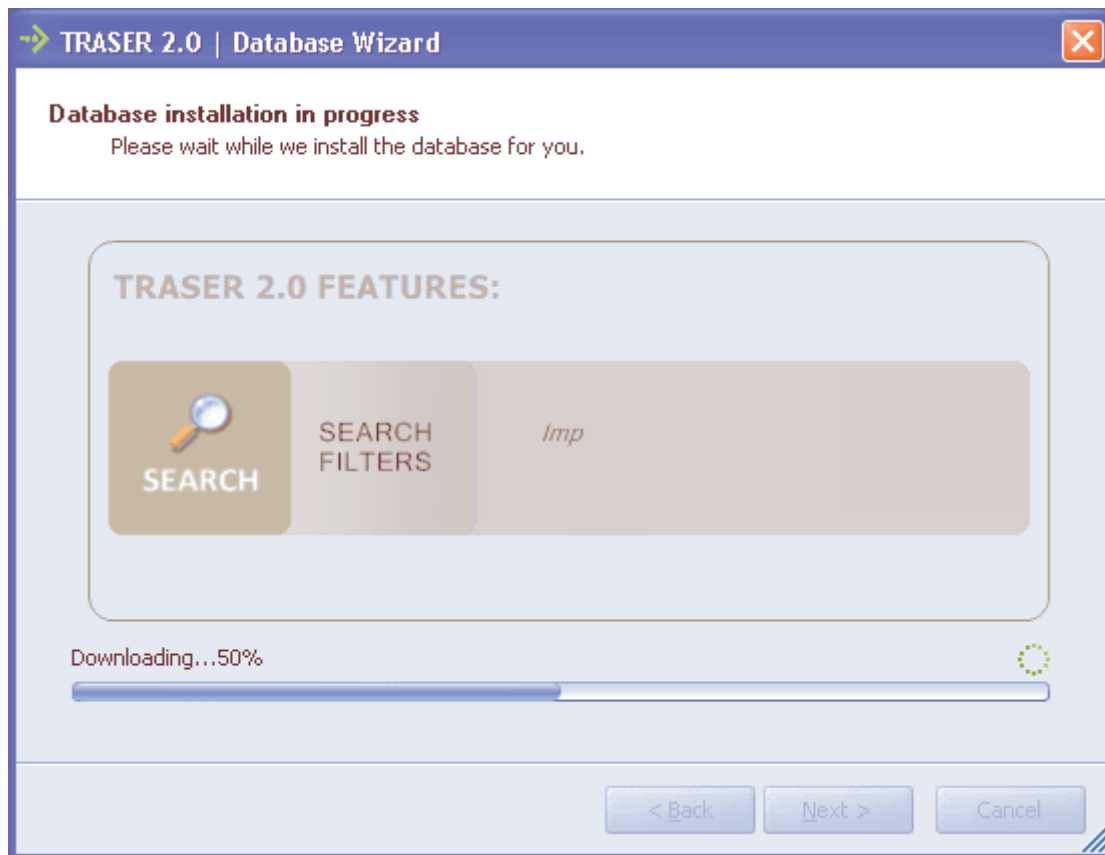 TRASER 2.0 | Database Wizard
Database installation in progress
Please wait while we install the database for you.
TRASER 2.0 FEATURES:
SEARCH
SEARCH
FILTERS
Imp
Downloading...50%
< Back
Next >
Cancel